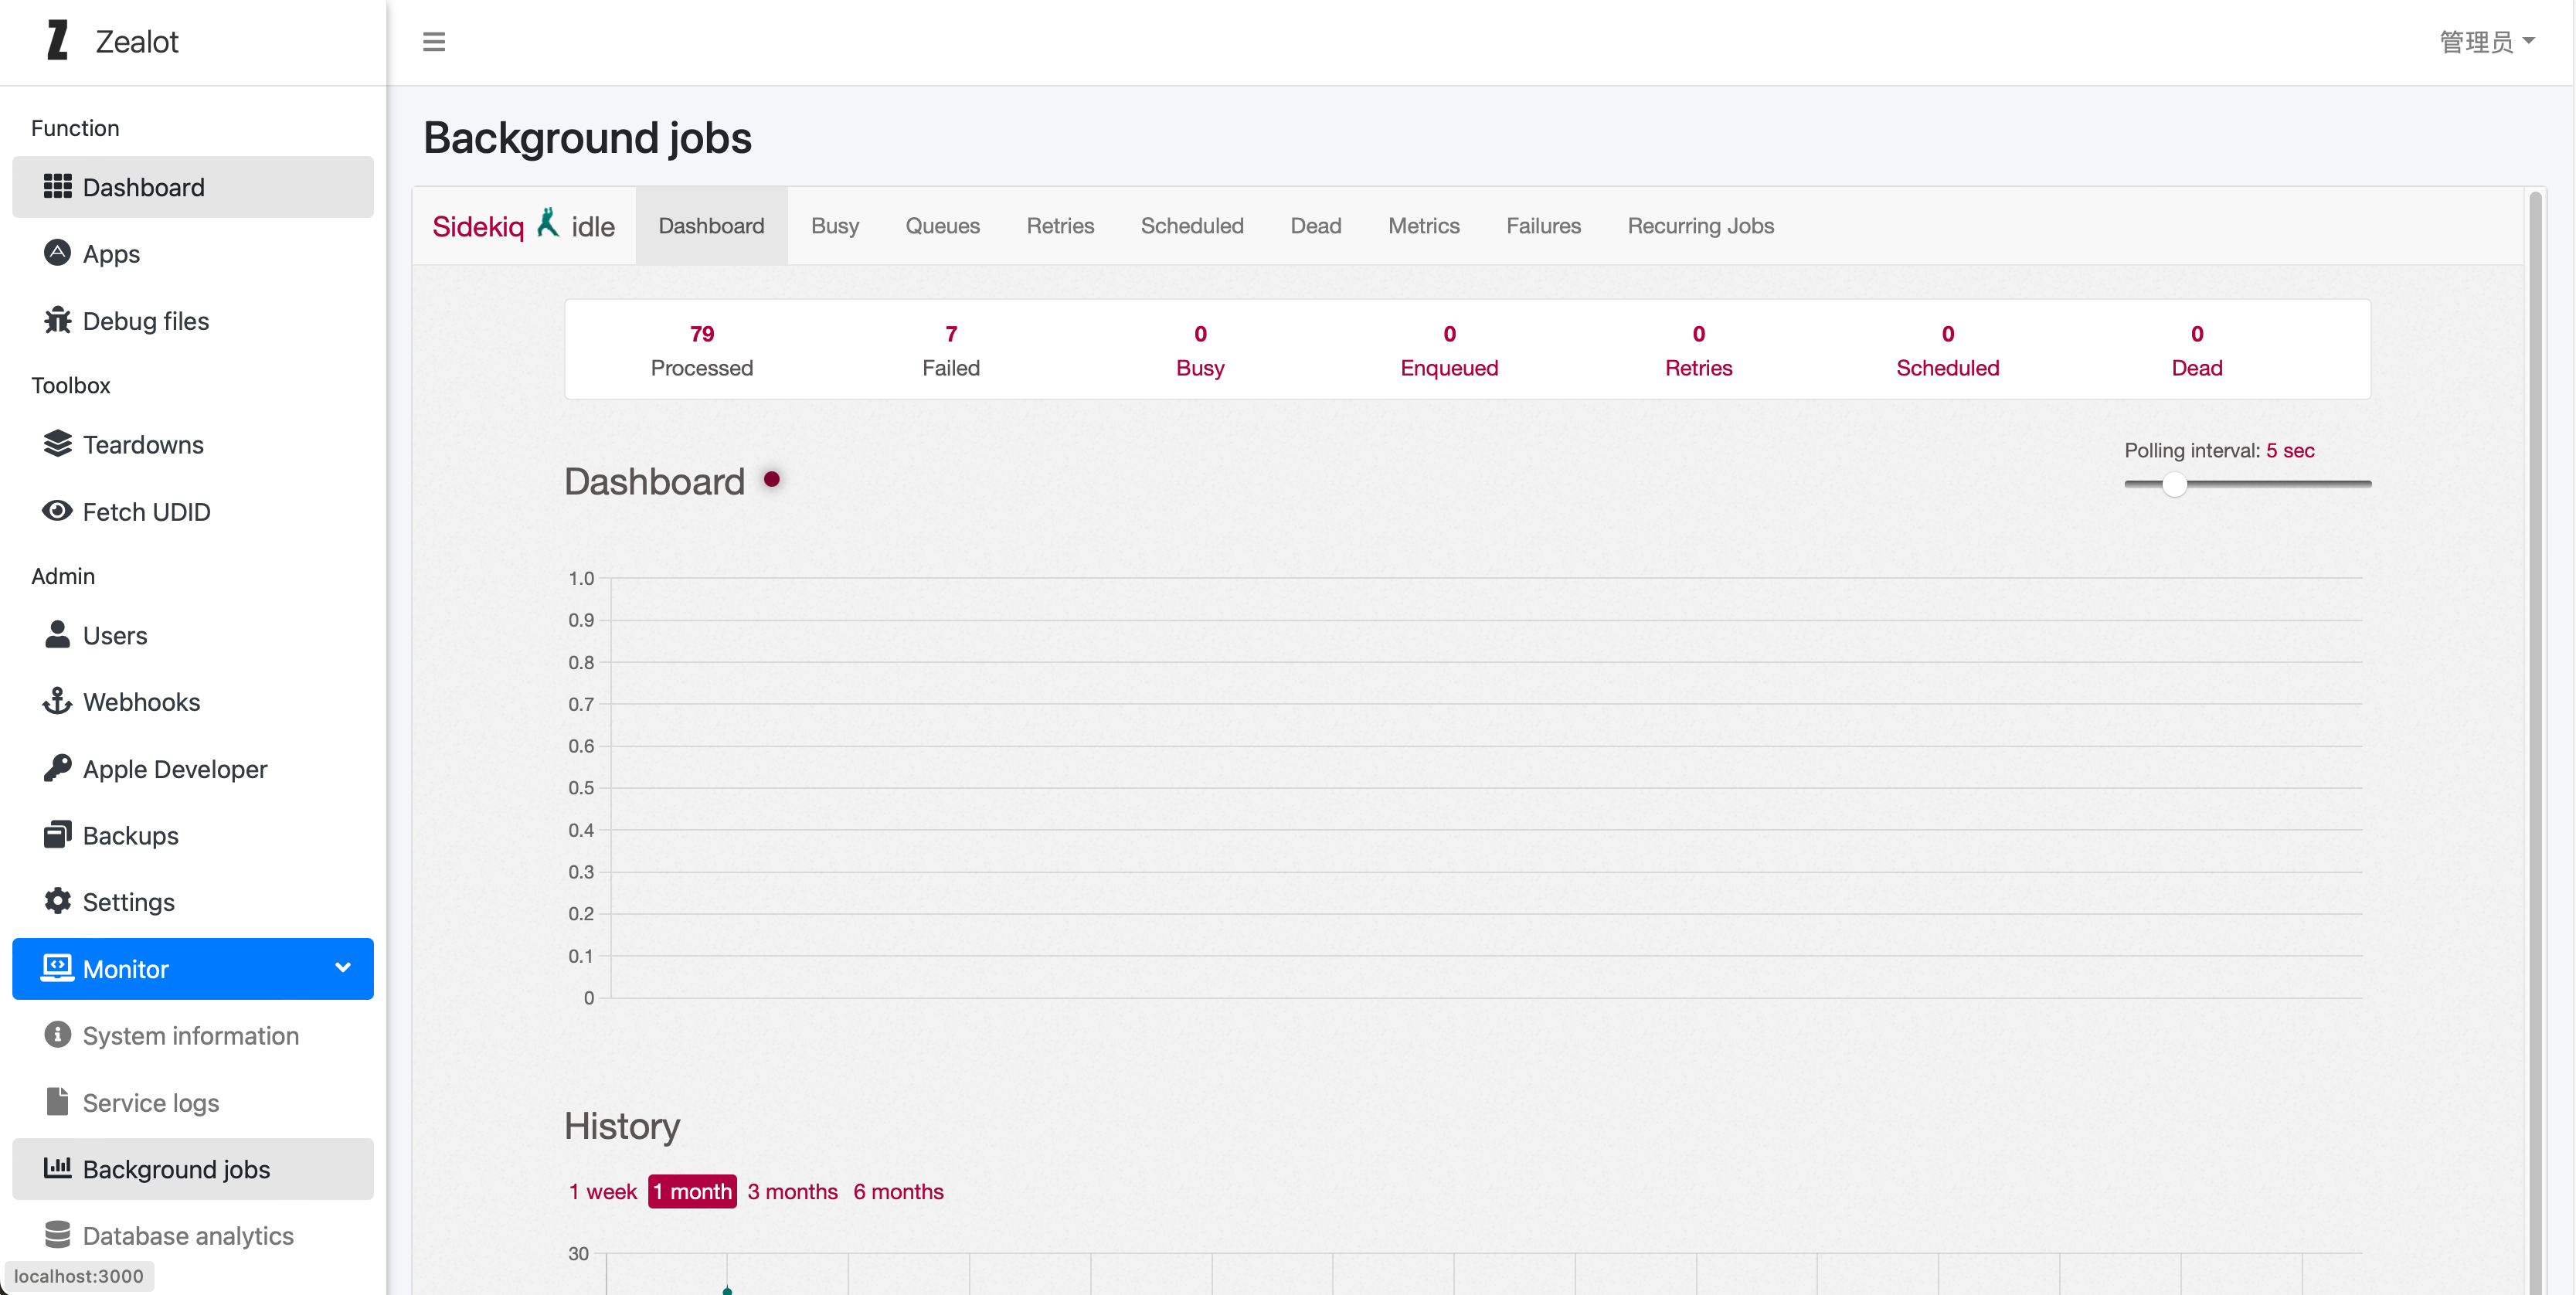 Zealot
管理员
Function
Dashboard
Apps
Debug files
Toolbox
Teardowns
Fetch UDID
Admin
Users
Webhooks
Apple Developer
Backups
Settings
Monitor
System information
Service logs
Background jobs
Database analytics
localhost:3000
Background jobs
Sidekiq idle Dashboard Busy Queues Retries Scheduled Dead Metrics Failures Recurring Jobs
79 7 0 0 0 0 0
Processed Failed Busy Enqueued Retries Scheduled Dead
Polling interval: 5 sec
Dashboard
1.0
0.9
0.8
0.7
0.6
0.5
0.4
0.3
0.2
0.1
0
History
1 week 1 month 3 months 6 months
30